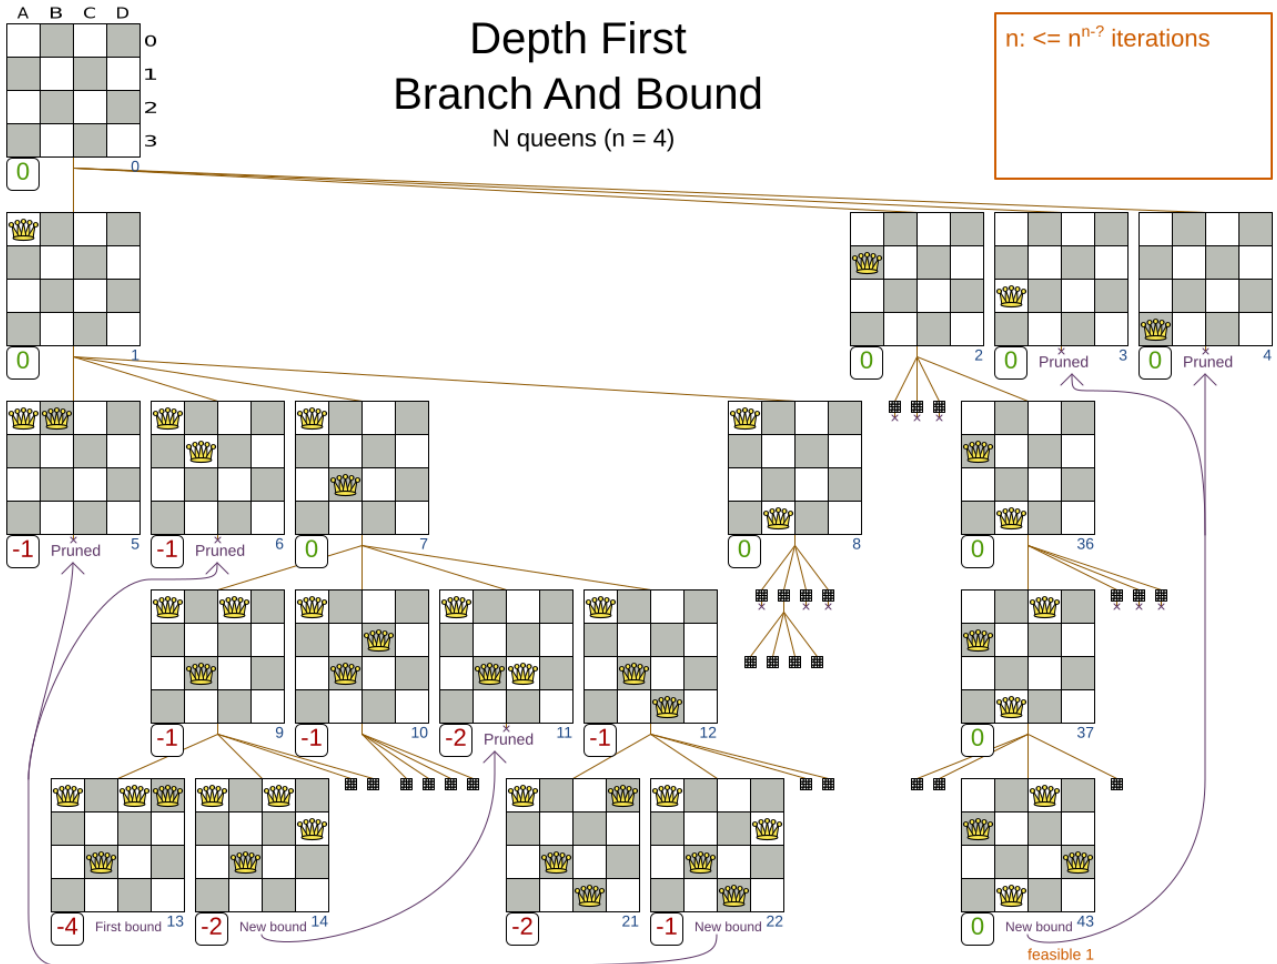 A B C D
Depth First
Branch And Bound
N queens (n = 4)
n: <= n^n-? iterations
0
1
2
3
0 0
0 1
0 2
0 Pruned 3
0 Pruned 4
-1 Pruned 5
-1 Pruned 6
0 7
0 8
0 36
-1 9
-1 10
-2 Pruned 11
-1 12
0 37
-4 First bound 13
-2 New bound 14
-2 21
-1 New bound 22
0 New bound 43
feasible 1